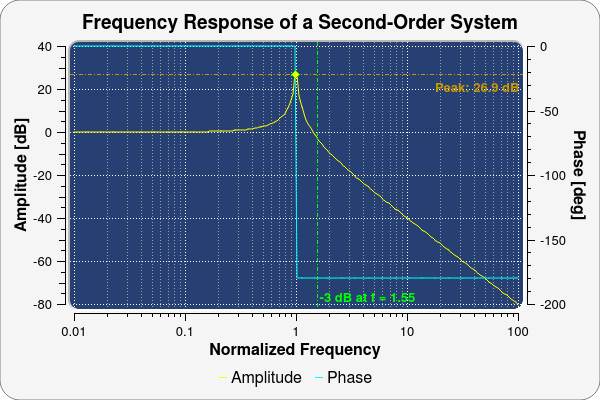 Frequency Response of a Second-Order System
40
20
0
-20
-40
-60
-80
Amplitude [dB]
0
-50
-100
-150
-200
Phase [deg]
Peak: 26.9 dB
-3 dB at f = 1.55
0.01
0.1
1
10
100
Normalized Frequency
Amplitude
Phase